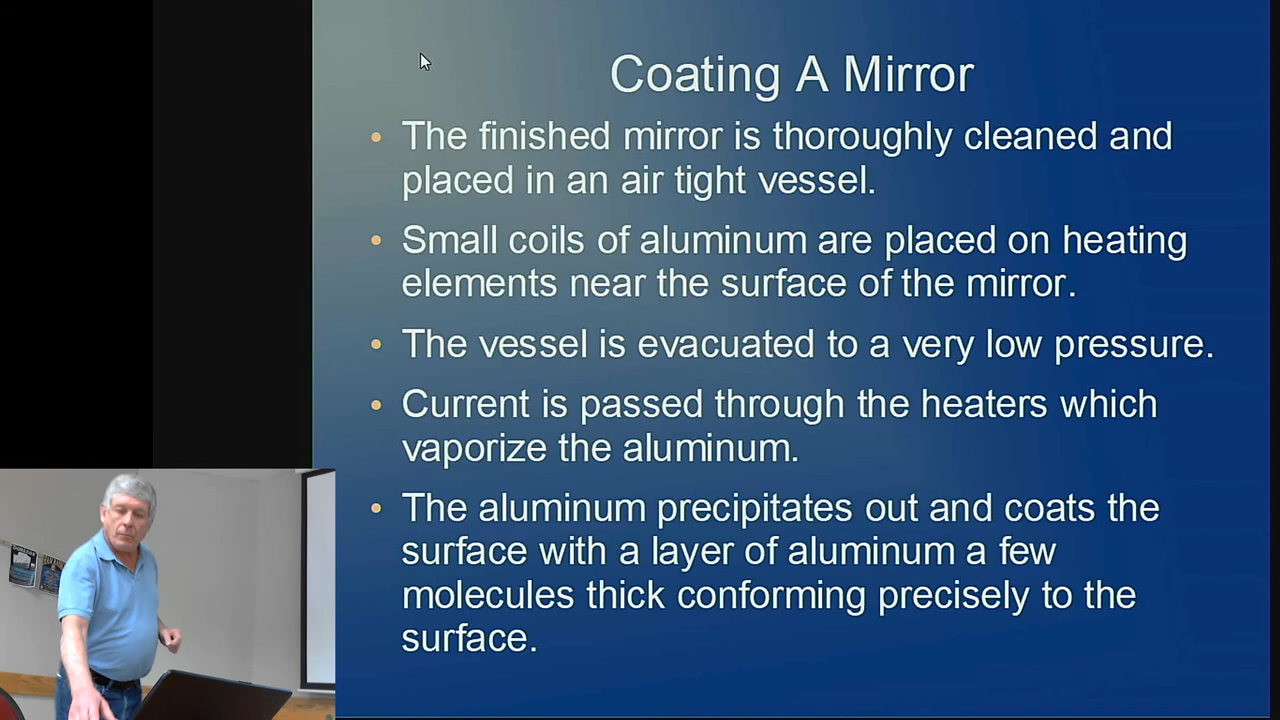 Coating A Mirror
• The finished mirror is thoroughly cleaned and
placed in an air tight vessel.
• Small coils of aluminum are placed on heating
elements near the surface of the mirror.
• The vessel is evacuated to a very low pressure.
• Current is passed through the heaters which
vaporize the aluminum.
• The aluminum precipitates out and coats the
surface with a layer of aluminum a few
molecules thick conforming precisely to the
surface.